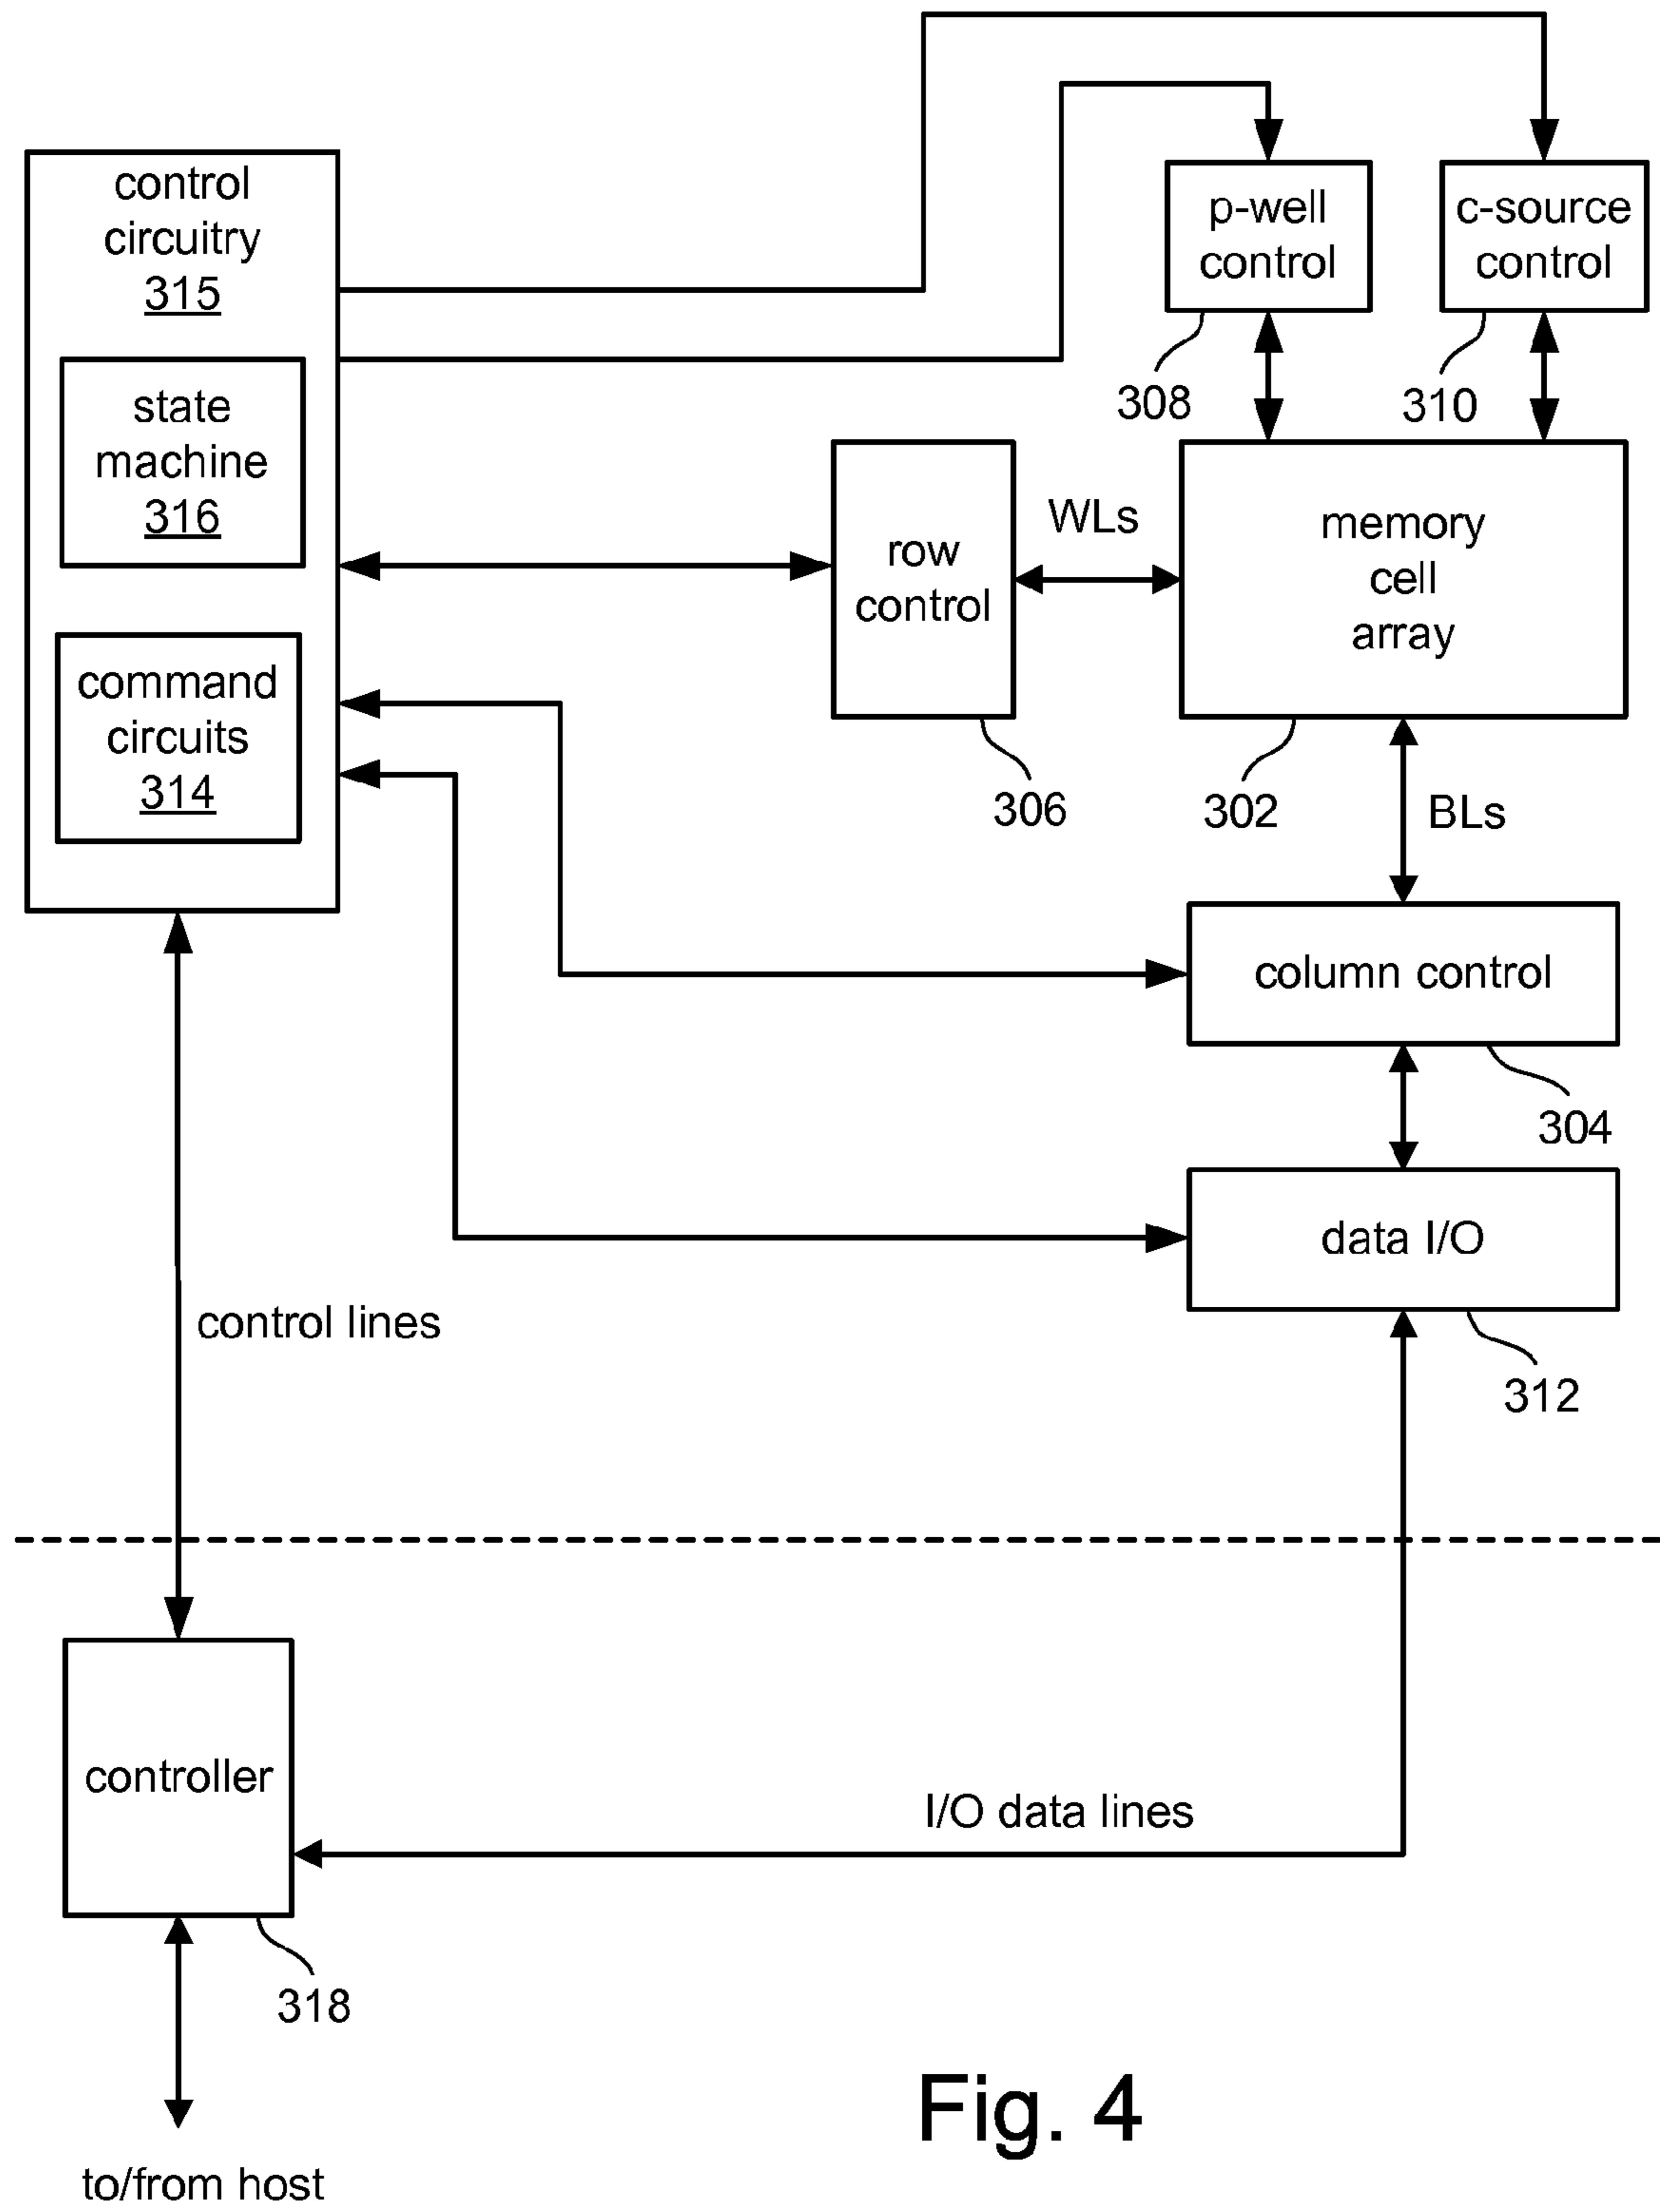 control
circuitry
315
state
machine
316
command
circuits
314
p-well
control
308
c-source
control
310
row
control
306
WLs
memory
cell
array
302
BLs
column control
304
data I/O
312
control lines
controller
318
I/O data lines
to/from host
Fig. 4